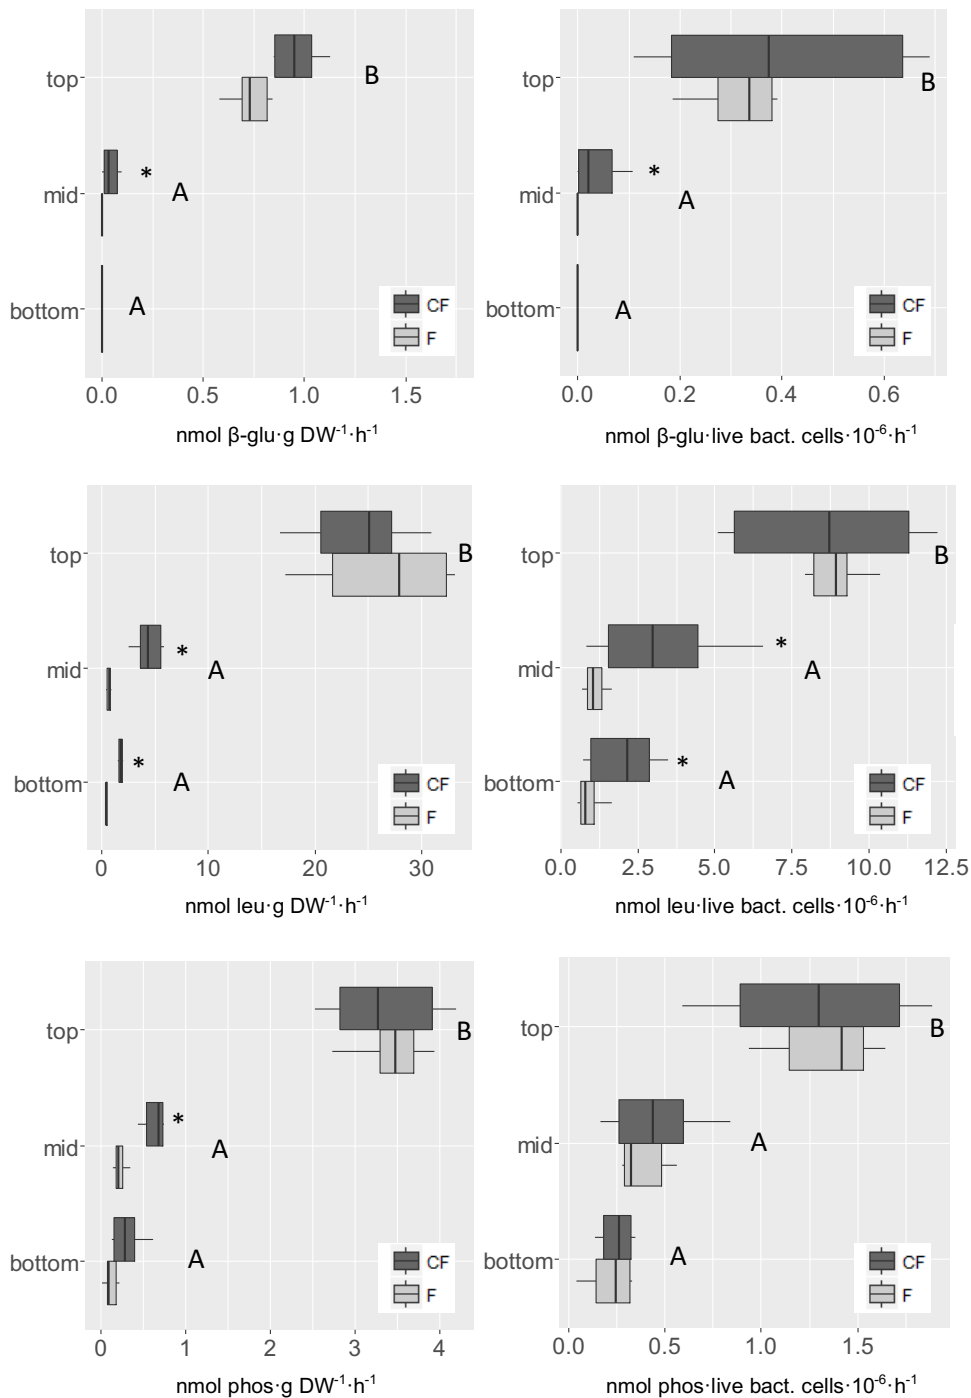 top
B
mid
*
A
bottom
A
CF
F
0.0 0.5 1.0 1.5
nmol β-glu·g DW⁻¹·h⁻¹
B
*
A
A
CF
F
0.0 0.2 0.4 0.6
nmol β-glu·live bact. cells·10⁻⁶·h⁻¹
top
B
mid
*
A
bottom
*
A
CF
F
0 10 20 30
nmol leu·g DW⁻¹·h⁻¹
top
B
mid
*
A
bottom
*
A
CF
F
0.0 2.5 5.0 7.5 10.0 12.5
nmol leu·live bact. cells·10⁻⁶·h⁻¹
top
B
mid
*
A
bottom
A
CF
F
0 1 2 3 4
nmol phos·g DW⁻¹·h⁻¹
top
B
mid
A
bottom
A
CF
F
0.0 0.5 1.0 1.5
nmol phos·live bact. cells·10⁻⁶·h⁻¹
top
mid
bottom